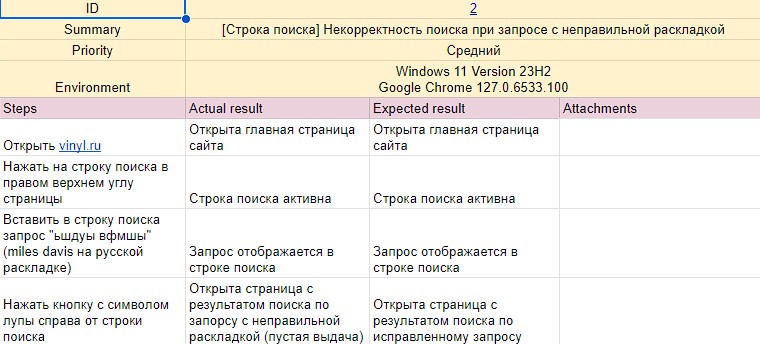 ID 2
Summary [Строка поиска] Некорректность поиска при запросе с неправильной раскладкой
Priority Средний
Windows 11 Version 23H2
Environment Google Chrome 127.0.6533.100
Steps Actual result Expected result Attachments
Открыть vinyl.ru
Открыта главная страница
сайта
Открыта главная страница
сайта
Нажать на строку поиска в
правом верхнем углу
страницы
Строка поиска активна
Строка поиска активна
Вставить в строку поиска
запрос "ьшдуы вфмшы"
(miles davis на русской
раскладке)
Запрос отображается в
строке поиска
Запрос отображается в
строке поиска
Нажать кнопку с символом
лупы справа от строки
поиска
Открыта страница с
результатом поиска по
запорсу с неправильной
раскладкой (пустая выдача)
Открыта страница с
результатом поиска по
исправленному запросу